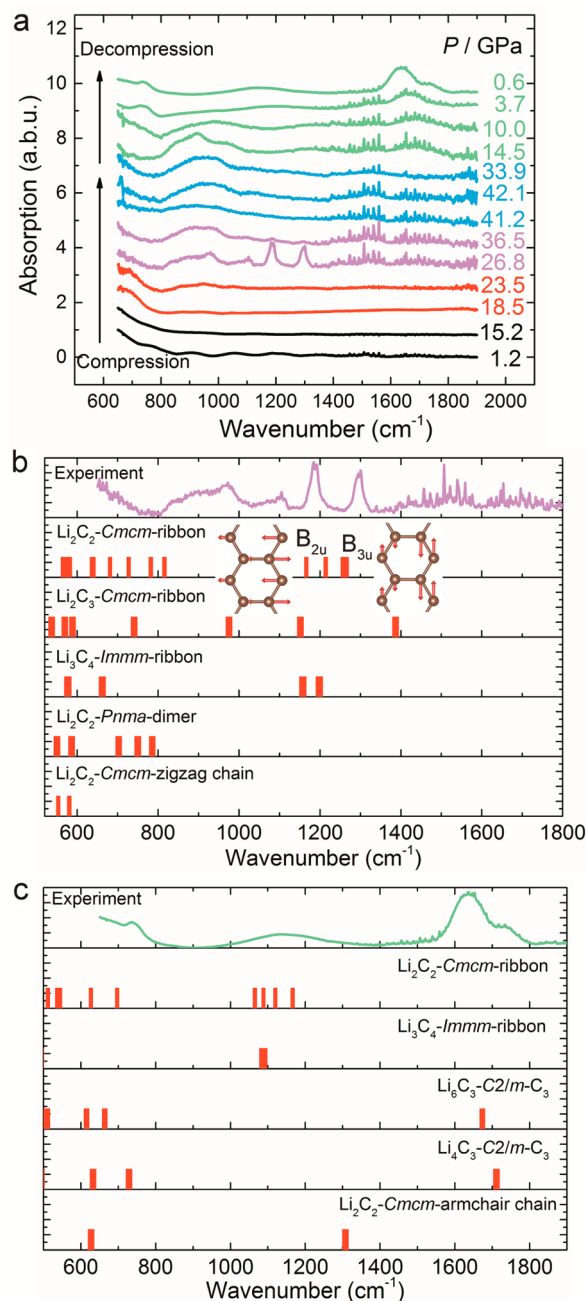 a
Decompression
P / GPa
12
10
8
6
4
2
0
Absorption (a.b.u.)
0.6
3.7
10.0
14.5
33.9
42.1
41.2
36.5
26.8
23.5
18.5
15.2
1.2
Compression
600 800 1000 1200 1400 1600 1800 2000
Wavenumber (cm-1)
b
Experiment
Li2C2-Cmcm-ribbon
B2u
B3u
Li2C3-Cmcm-ribbon
Li3C4-Immm-ribbon
Li2C2-Pnma-dimer
Li2C2-Cmcm-zigzag chain
600 800 1000 1200 1400 1600 1800
Wavenumber (cm-1)
c
Experiment
Li2C2-Cmcm-ribbon
Li3C4-Immm-ribbon
Li6C3-C2/m-C3
Li4C3-C2/m-C3
Li2C2-Cmcm-armchair chain
600 800 1000 1200 1400 1600 1800
Wavenumber (cm-1)